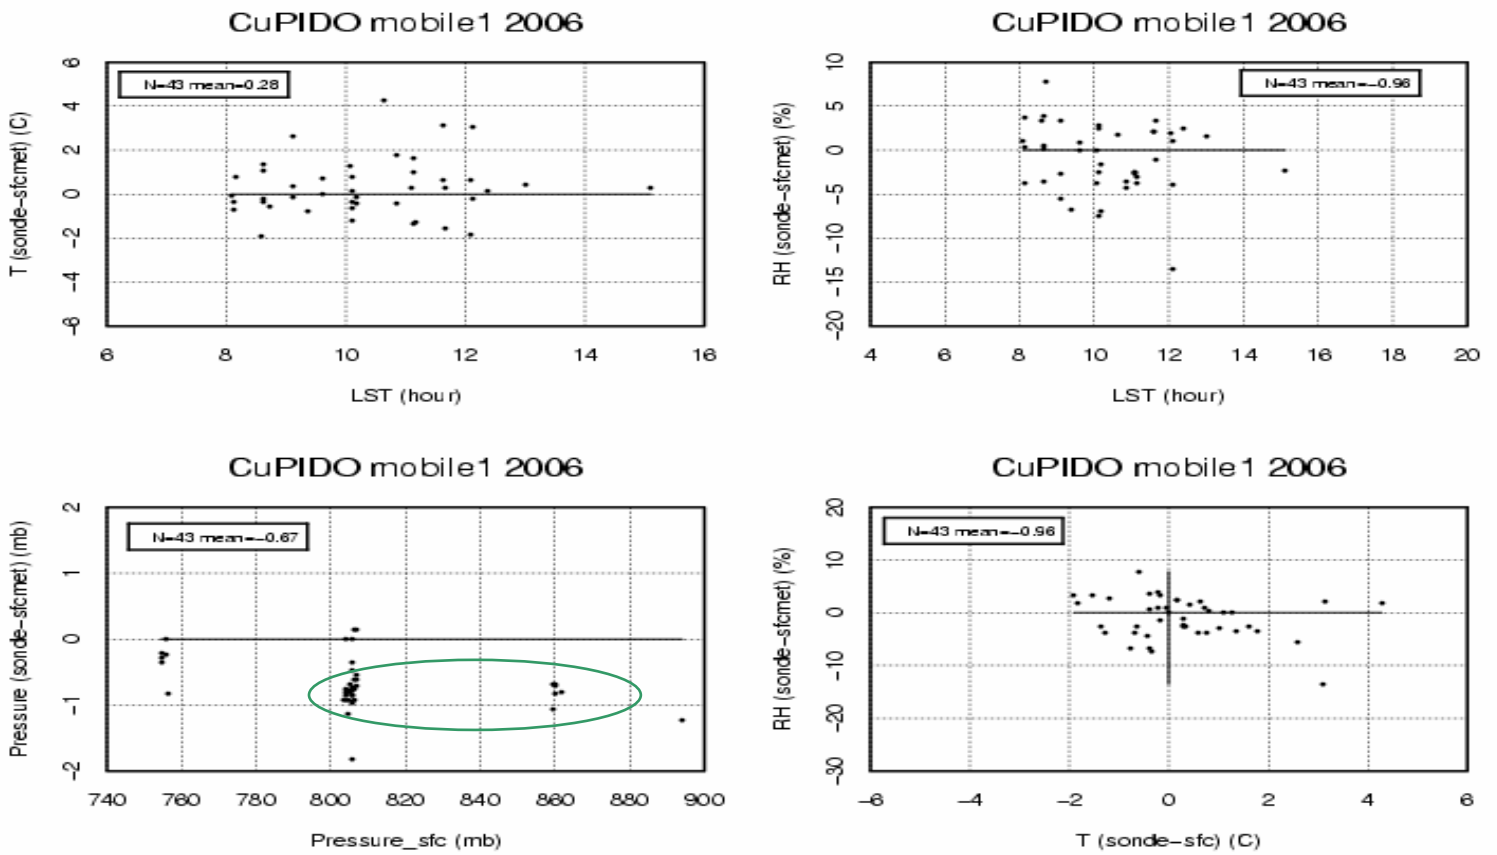 CuPIDO mobile1 2006
N=43 mean=0.28
T (sonde-sfcmet) (C)
6
4
2
0
-2
-4
-6
6 8 10 12 14 16
LST (hour)
CuPIDO mobile1 2006
N=43 mean=-0.96
RH (sonde-sfcmet) (%)
10
5
0
-5
-10
-15
-20
4 6 8 10 12 14 16 18 20
LST (hour)
CuPIDO mobile1 2006
N=43 mean=-0.67
Pressure (sonde-sfcmet) (mb)
2
1
0
-1
-2
740 760 780 800 820 840 860 880 900
Pressure_sfc (mb)
CuPIDO mobile1 2006
N=43 mean=-0.96
RH (sonde-sfcmet) (%)
20
10
0
-10
-20
-30
-6 -4 -2 0 2 4 6
T (sonde-sfc) (C)